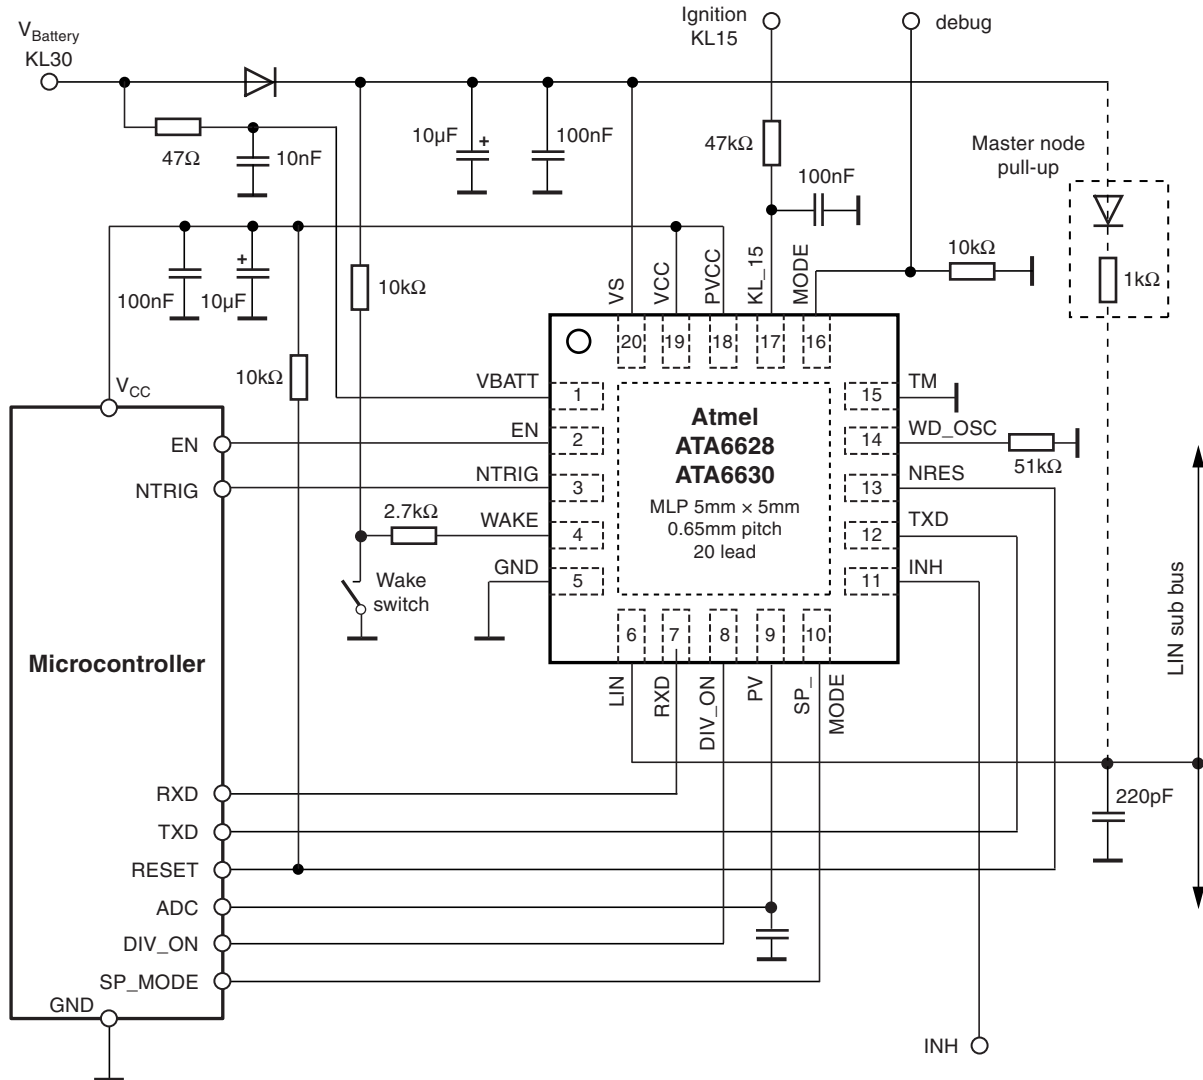 V_Battery
KL30
Ignition
KL15
debug
47Ω
10nF
10µF
+
100nF
47kΩ
100nF
Master node
pull-up
10kΩ
1kΩ
100nF
+
10µF
10kΩ
10kΩ
VS
VCC
PVCC
KL_15
MODE
20
19
18
17
16
V_CC
VBATT
1
EN
2
NTRIG
3
2.7kΩ
WAKE
4
GND
5
Wake
switch
Atmel
ATA6628
ATA6630
MLP 5mm × 5mm
0.65mm pitch
20 lead
15
TM
14
WD_OSC
51kΩ
13
NRES
12
TXD
11
INH
6
7
8
9
10
LIN
RXD
DIV_ON
PV
SP_
MODE
LIN sub bus
220pF
EN
NTRIG
Microcontroller
RXD
TXD
RESET
ADC
DIV_ON
SP_MODE
GND
INH